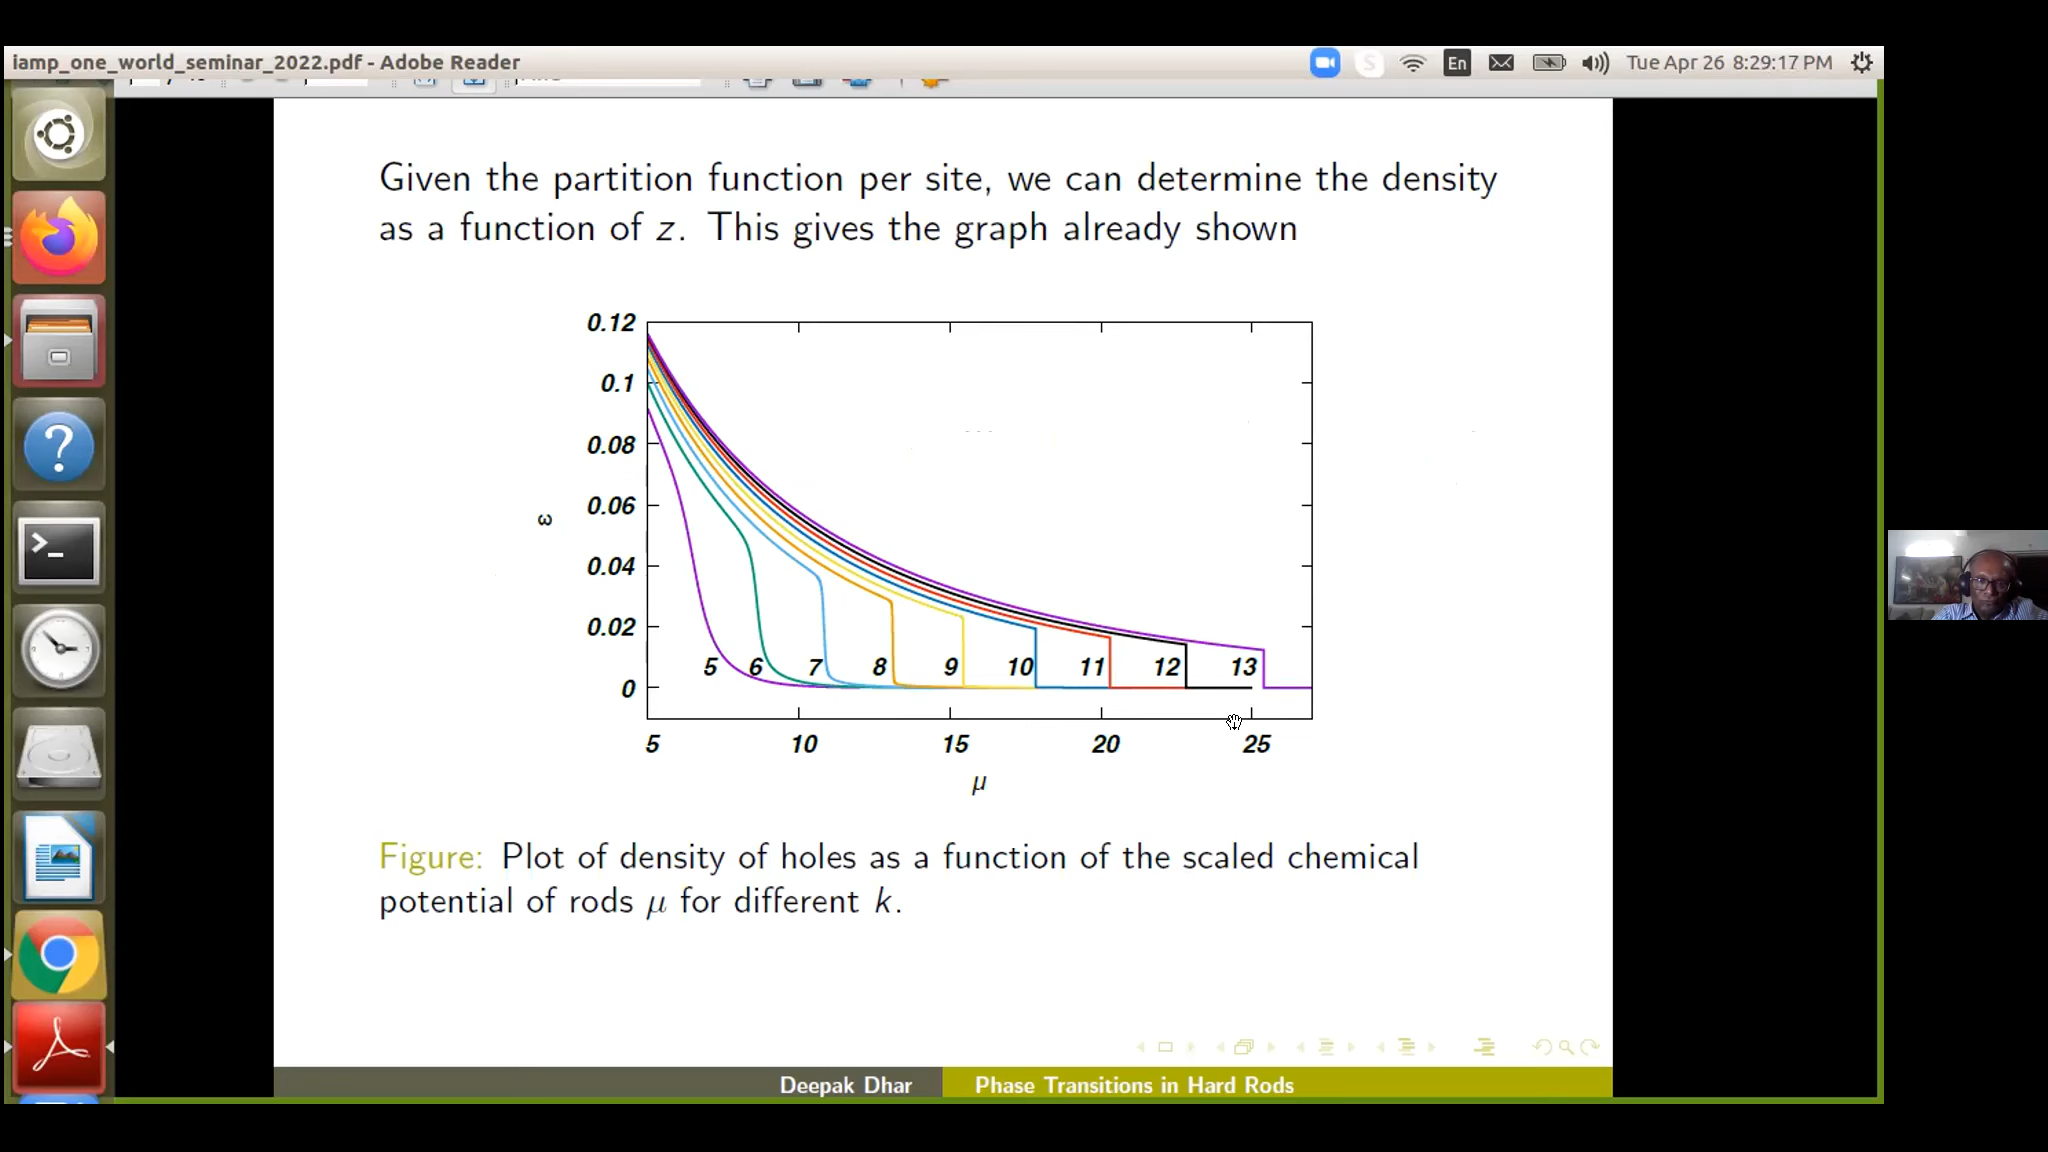 iamp_one_world_seminar_2022.pdf - Adobe Reader
En
Tue Apr 26 8:29:17 PM
Given the partition function per site, we can determine the density
as a function of z. This gives the graph already shown
0.12
0.1
0.08
0.06
0.04
0.02
0
ε
5 6 7 8 9 10 11 12 13
5 10 15 20 25
μ
Figure: Plot of density of holes as a function of the scaled chemical
potential of rods μ for different k.
Deepak Dhar
Phase Transitions in Hard Rods